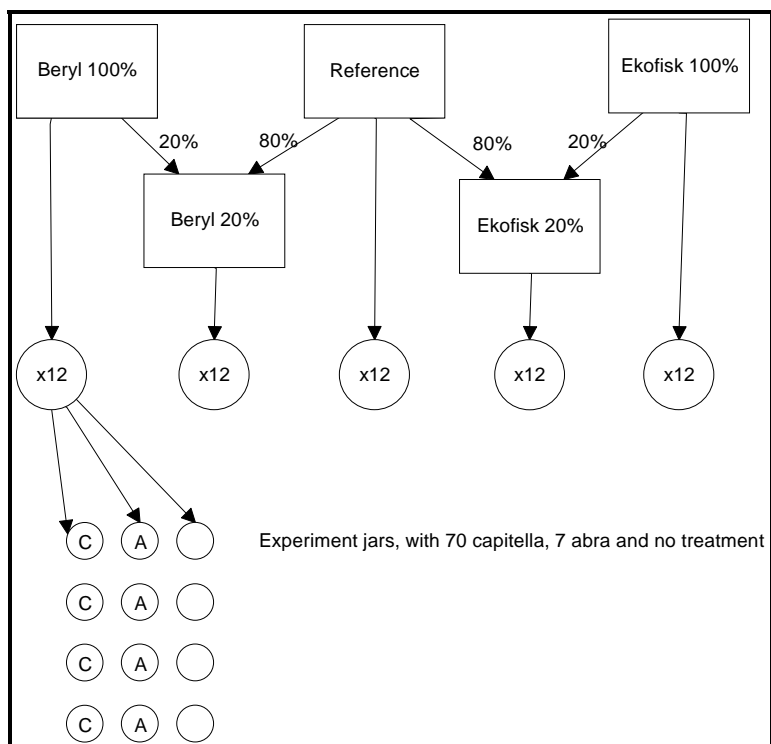 Beryl 100%
Reference
Ekofisk 100%
20%
80%
80%
20%
Beryl 20%
Ekofisk 20%
x12
x12
x12
x12
x12
C
A
Experiment jars, with 70 capitella, 7 abra and no treatment
C
A
C
A
C
A